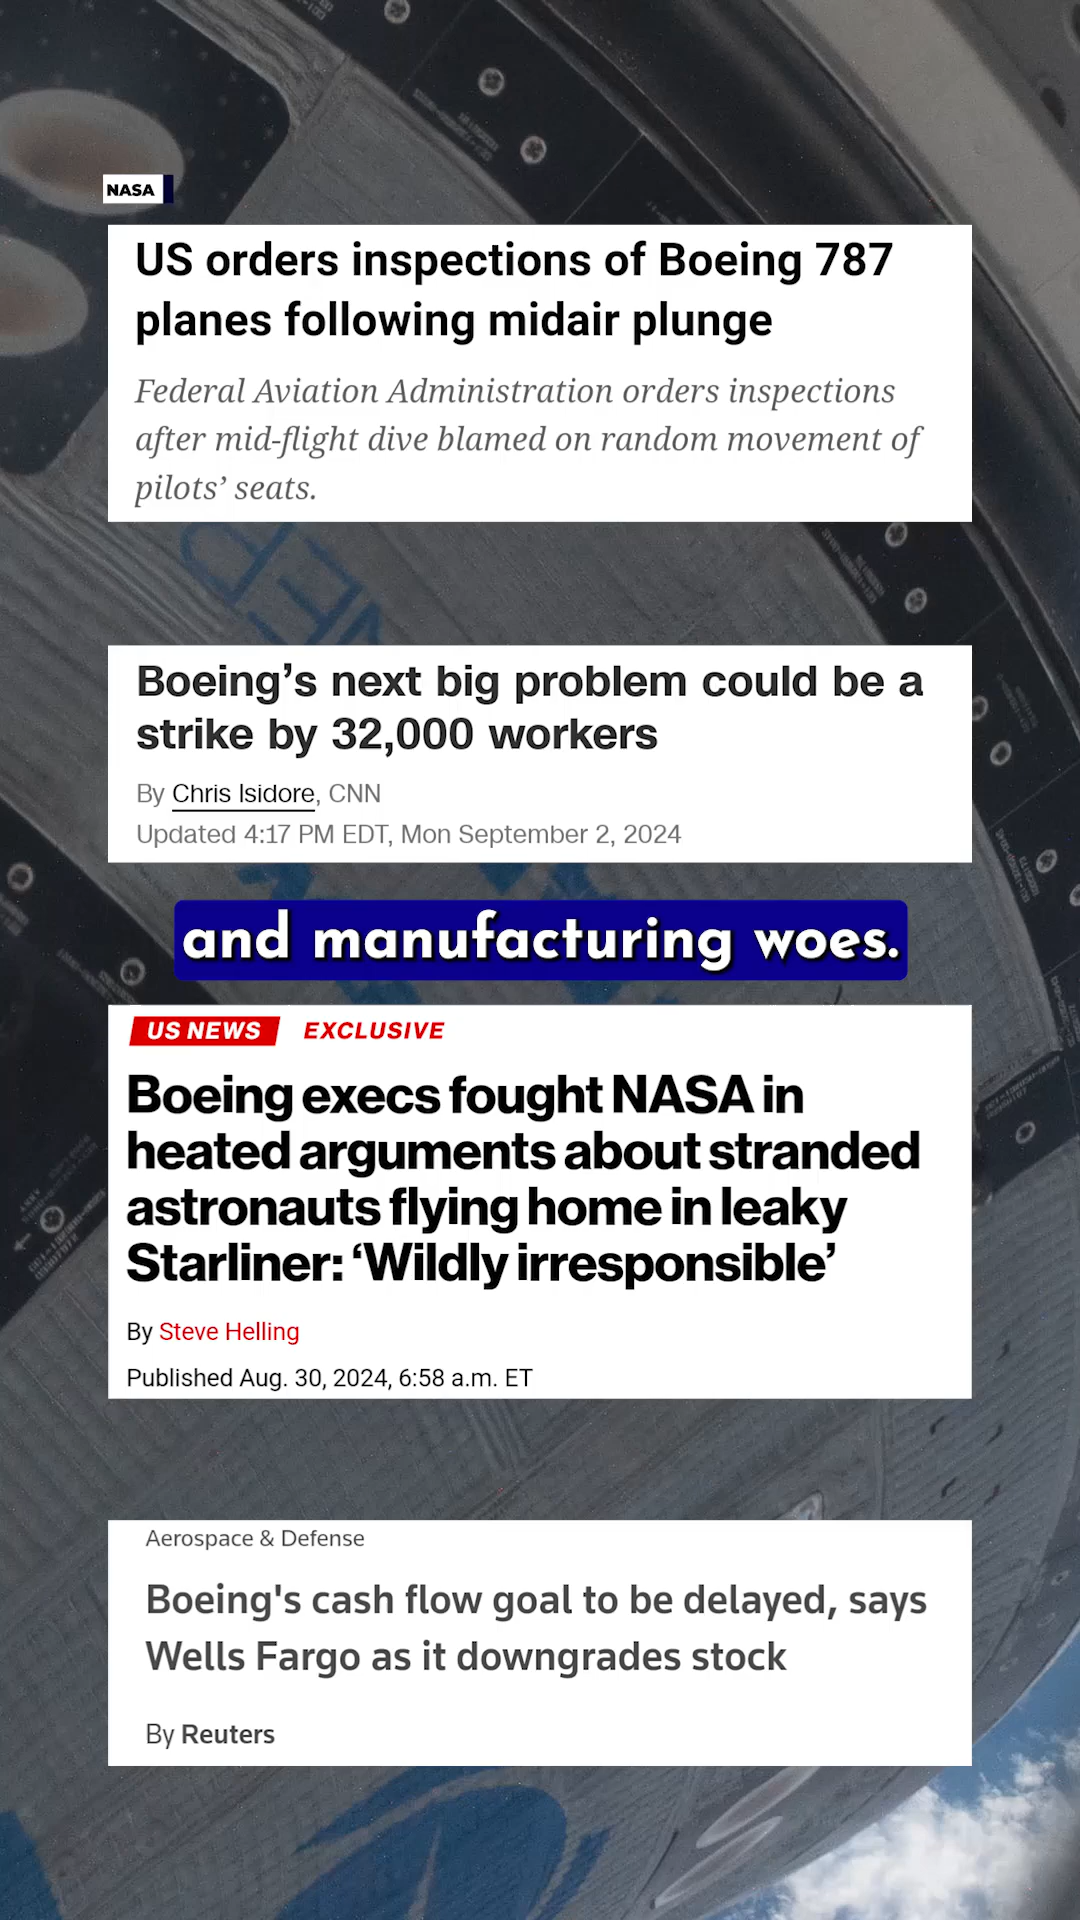 NASA
US orders inspections of Boeing 787
planes following midair plunge
Federal Aviation Administration orders inspections
after mid-flight dive blamed on random movement of
pilots’ seats.
Boeing’s next big problem could be a
strike by 32,000 workers
By Chris Isidore, CNN
Updated 4:17 PM EDT, Mon September 2, 2024
and manufacturing woes.
US NEWS EXCLUSIVE
Boeing execs fought NASA in
heated arguments about stranded
astronauts flying home in leaky
Starliner: ‘Wildly irresponsible’
By Steve Helling
Published Aug. 30, 2024, 6:58 a.m. ET
Aerospace & Defense
Boeing's cash flow goal to be delayed, says
Wells Fargo as it downgrades stock
By Reuters